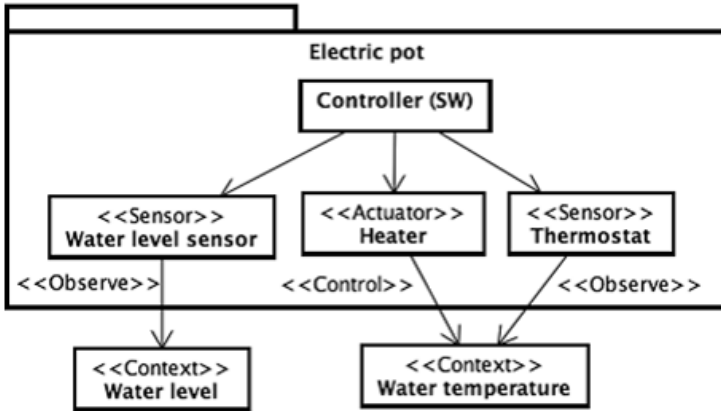 Electric pot
Controller (SW)
<<Sensor>>
Water level sensor
<<Actuator>>
Heater
<<Sensor>>
Thermostat
<<Observe>>
<<Control>>
<<Observe>>
<<Context>>
Water level
<<Context>>
Water temperature